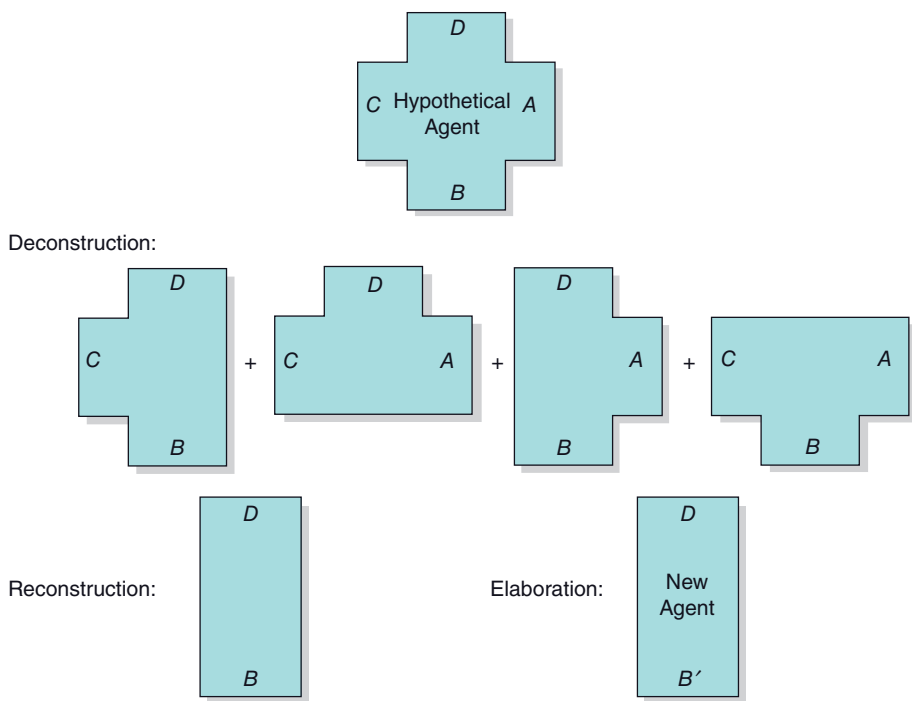 D
C Hypothetical A
Agent
B
Deconstruction:
D D D
C + C A + A + C A
B B B
D D
Reconstruction: Elaboration: New
Agent
B B′